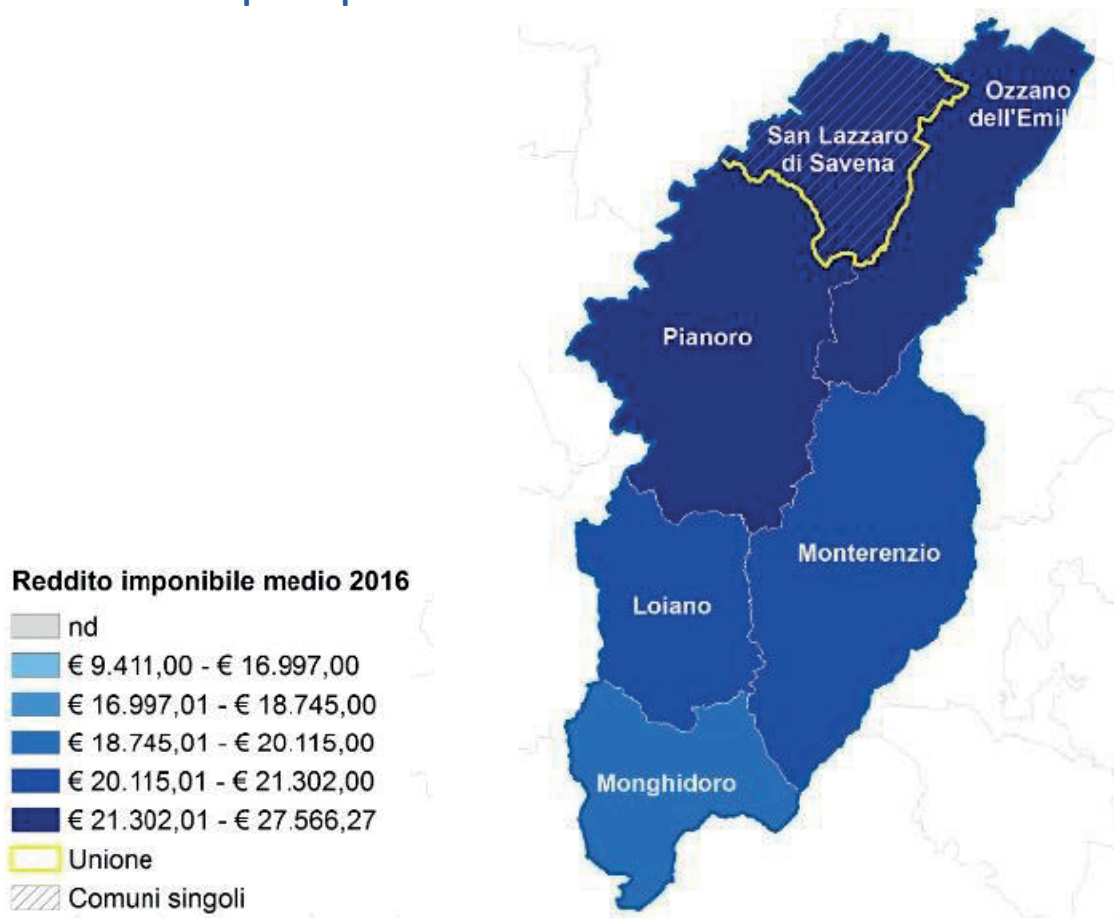 Ozzano
dell'Emil
San Lazzaro
di Savena
Pianoro
Monterenzio
Loiano
Monghidoro
Reddito imponibile medio 2016
nd
€ 9.411,00 - € 16.997,00
€ 16.997,01 - € 18.745,00
€ 18.745,01 - € 20.115,00
€ 20.115,01 - € 21.302,00
€ 21.302,01 - € 27.566,27
Unione
Comuni singoli